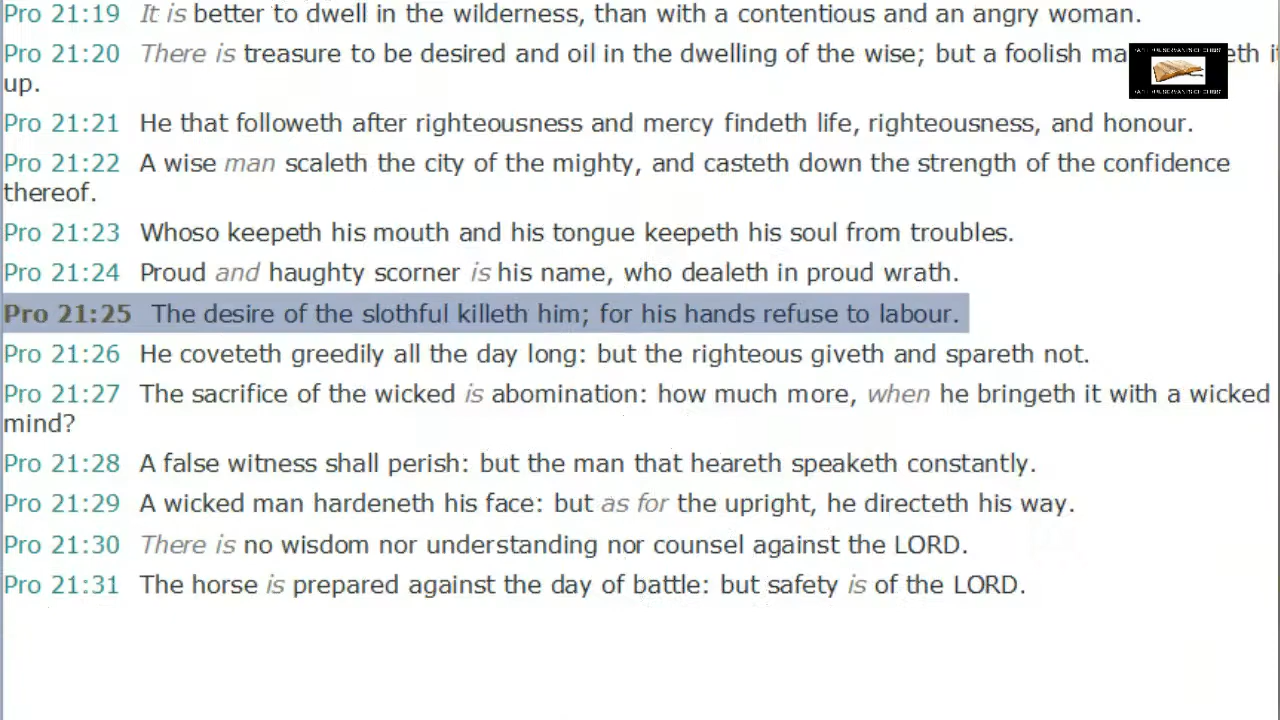 Pro 21:19 It is better to dwell in the wilderness, than with a contentious and an angry woman.
Pro 21:20 There is treasure to be desired and oil in the dwelling of the wise; but a foolish
up.
Pro 21:21 He that followeth after righteousness and mercy findeth life, righteousness, and honour.
Pro 21:22 A wise man scaleth the city of the mighty, and casteth down the strength of the confidence
thereof.
Pro 21:23 Whoso keepeth his mouth and his tongue keepeth his soul from troubles.
Pro 21:24 Proud and haughty scorner is his name, who dealeth in proud wrath.
Pro 21:25 The desire of the slothful killeth him; for his hands refuse to labour.
Pro 21:26 He coveteth greedily all the day long: but the righteous giveth and spareth not.
Pro 21:27 The sacrifice of the wicked is abomination: how much more, when he bringeth it with a wicked
mind?
Pro 21:28 A false witness shall perish: but the man that heareth speaketh constantly.
Pro 21:29 A wicked man hardeneth his face: but as for the upright, he directeth his way.
Pro 21:30 There is no wisdom nor understanding nor counsel against the LORD.
Pro 21:31 The horse is prepared against the day of battle: but safety is of the LORD.